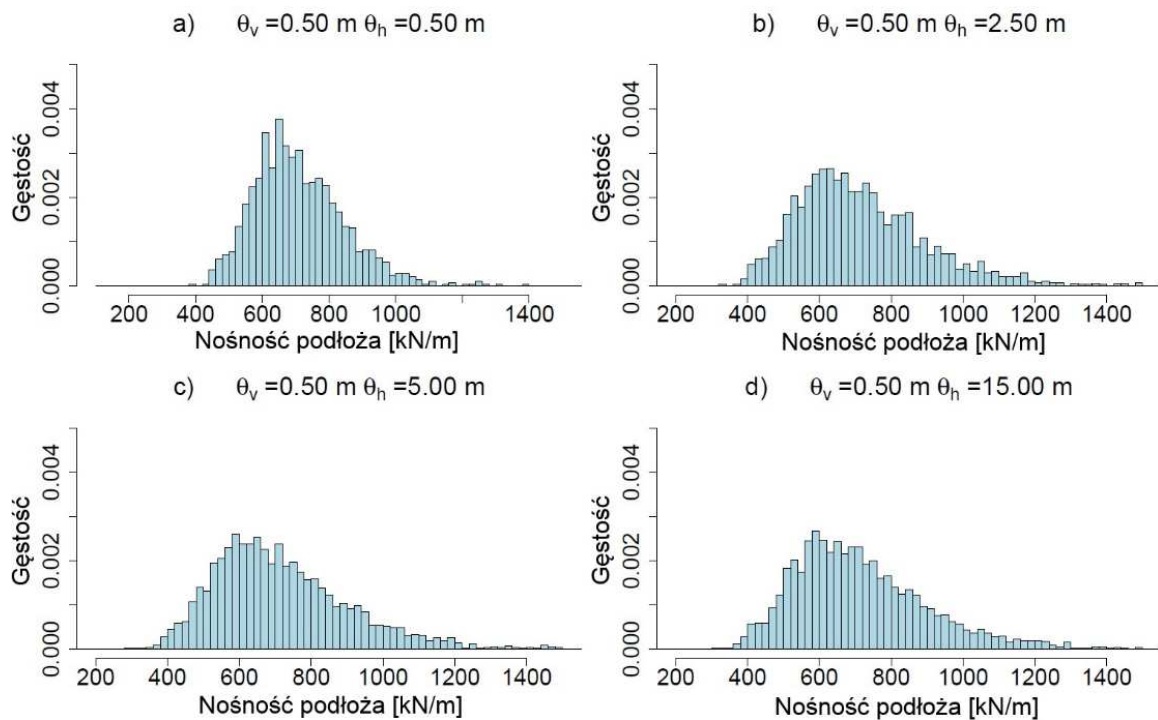 a) θv =0.50 m θh =0.50 m
Gęstość
0.000 0.002 0.004
200 400 600 800 1000 1400
Nośność podłoża [kN/m]
b) θv =0.50 m θh =2.50 m
Gęstość
0.000 0.002 0.004
200 400 600 800 1000 1200 1400
Nośność podłoża [kN/m]
c) θv =0.50 m θh =5.00 m
Gęstość
0.000 0.002 0.004
200 400 600 800 1000 1200 1400
Nośność podłoża [kN/m]
d) θv =0.50 m θh =15.00 m
Gęstość
0.000 0.002 0.004
200 400 600 800 1000 1200 1400
Nośność podłoża [kN/m]